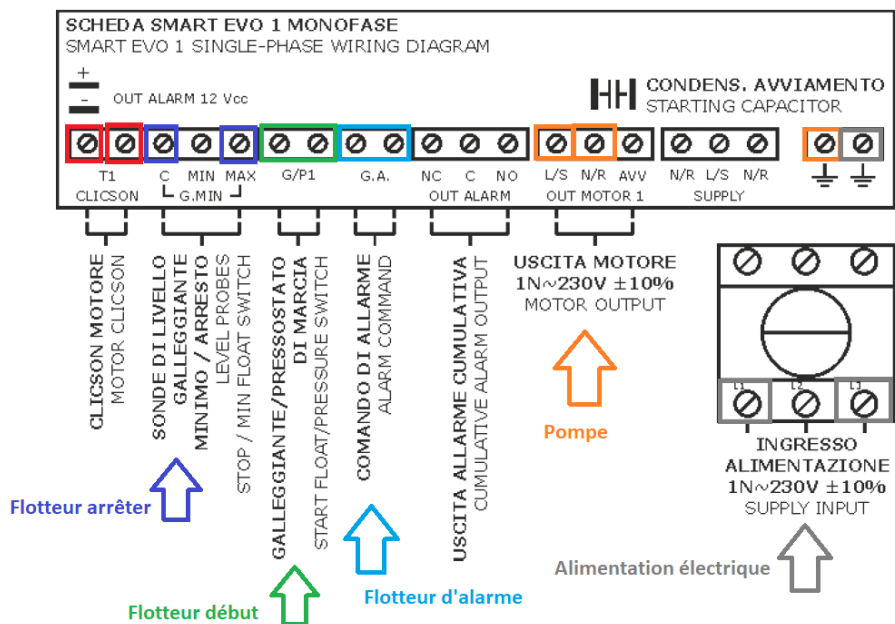 SCHEDA SMART EVO 1 MONOFASE
SMART EVO 1 SINGLE-PHASE WIRING DIAGRAM
+
-
OUT ALARM 12 Vcc
CONDENS. AVVIAMENTO
STARTING CAPACITOR
T1
C
MIN
MAX
G/P1
G.A.
NC
C
NO
L/S
N/R
AVV
N/R
L/S
N/R
CLICSON
G.MIN
OUT ALARM
OUT MOTOR 1
SUPPLY
CLICSON MOTORE
MOTOR CLICSON
SONDE DI LIVELLO
GALLEGGIANTE
MINIMO / ARRESTO
LEVEL PROBES
STOP / MIN FLOAT SWITCH
GALLEGGIANTE/PRESSOSTATO
DI MARCIA
START FLOAT/PRESSURE SWITCH
COMANDO DI ALLARME
ALARM COMMAND
USCITA ALLARME CUMULATIVA
CUMULATIVE ALARM OUTPUT
USCITA MOTORE
1N~230V ±10%
MOTOR OUTPUT
L1
L2
L3
INGRESSO
ALIMENTAZIONE
1N~230V ±10%
SUPPLY INPUT
Pompe
Flotteur arrêter
Flotteur début
Flotteur d'alarme
Alimentation électrique